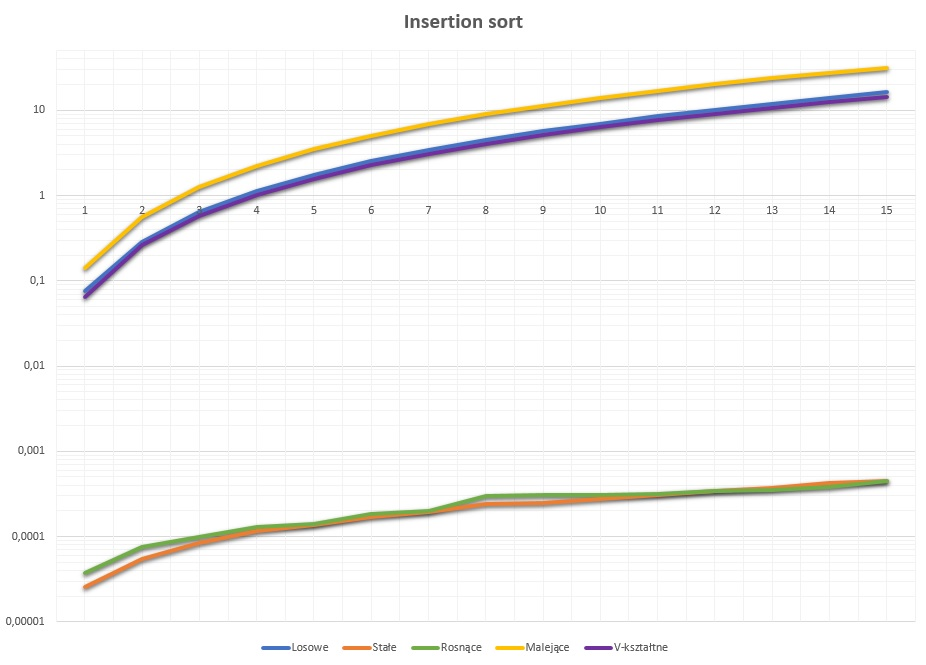 Insertion sort
10
1
1 2 3 4 5 6 7 8 9 10 11 12 13 14 15
0,1
0,01
0,001
0,0001
0,00001
Losowe Stałe Rosnące Malejące V-kształtne